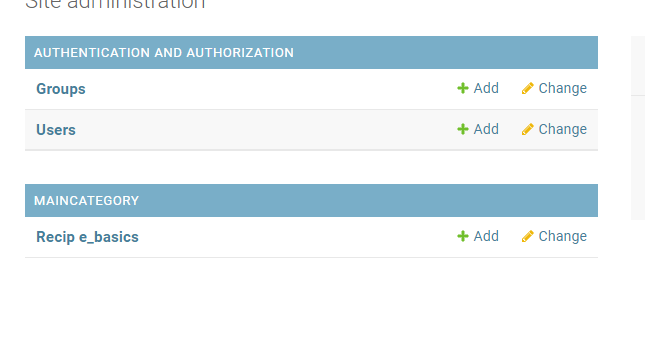 Site administration
AUTHENTICATION AND AUTHORIZATION
Groups
Add
Change
Users
Add
Change
MAINCATEGORY
Recip e_basics
Add
Change